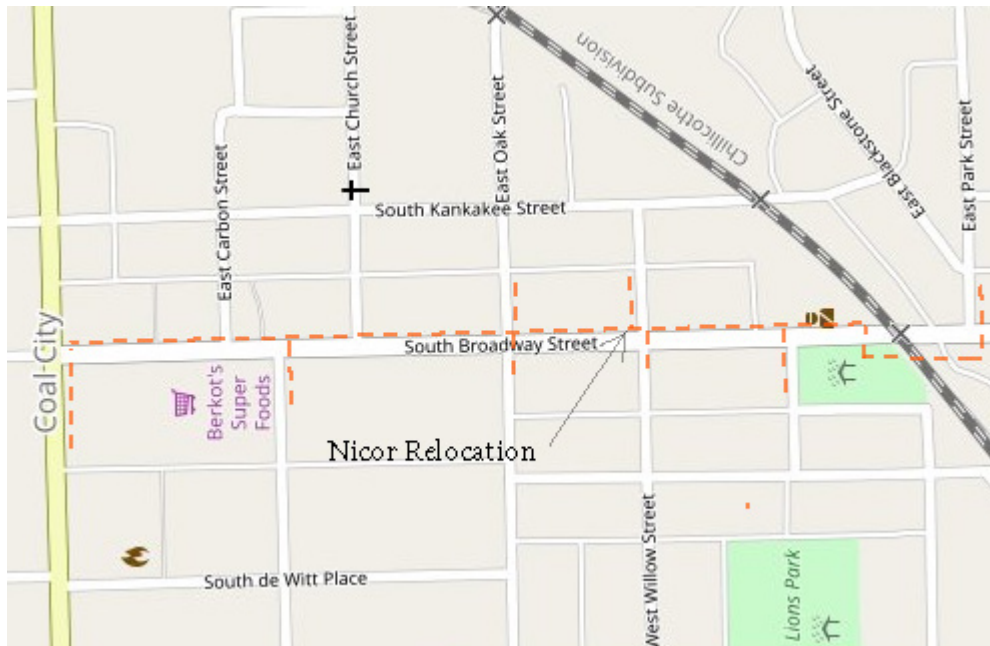 East Church Street
East Carbon Street
East Oak Street
Chillicothe Subdivision
East Blackstone Street
East Park Street
South Kankakee Street
Coal City
South Broadway Street
Berkot's
Super
Foods
Nicor Relocation
South de Witt Place
West Willow Street
Lions Park